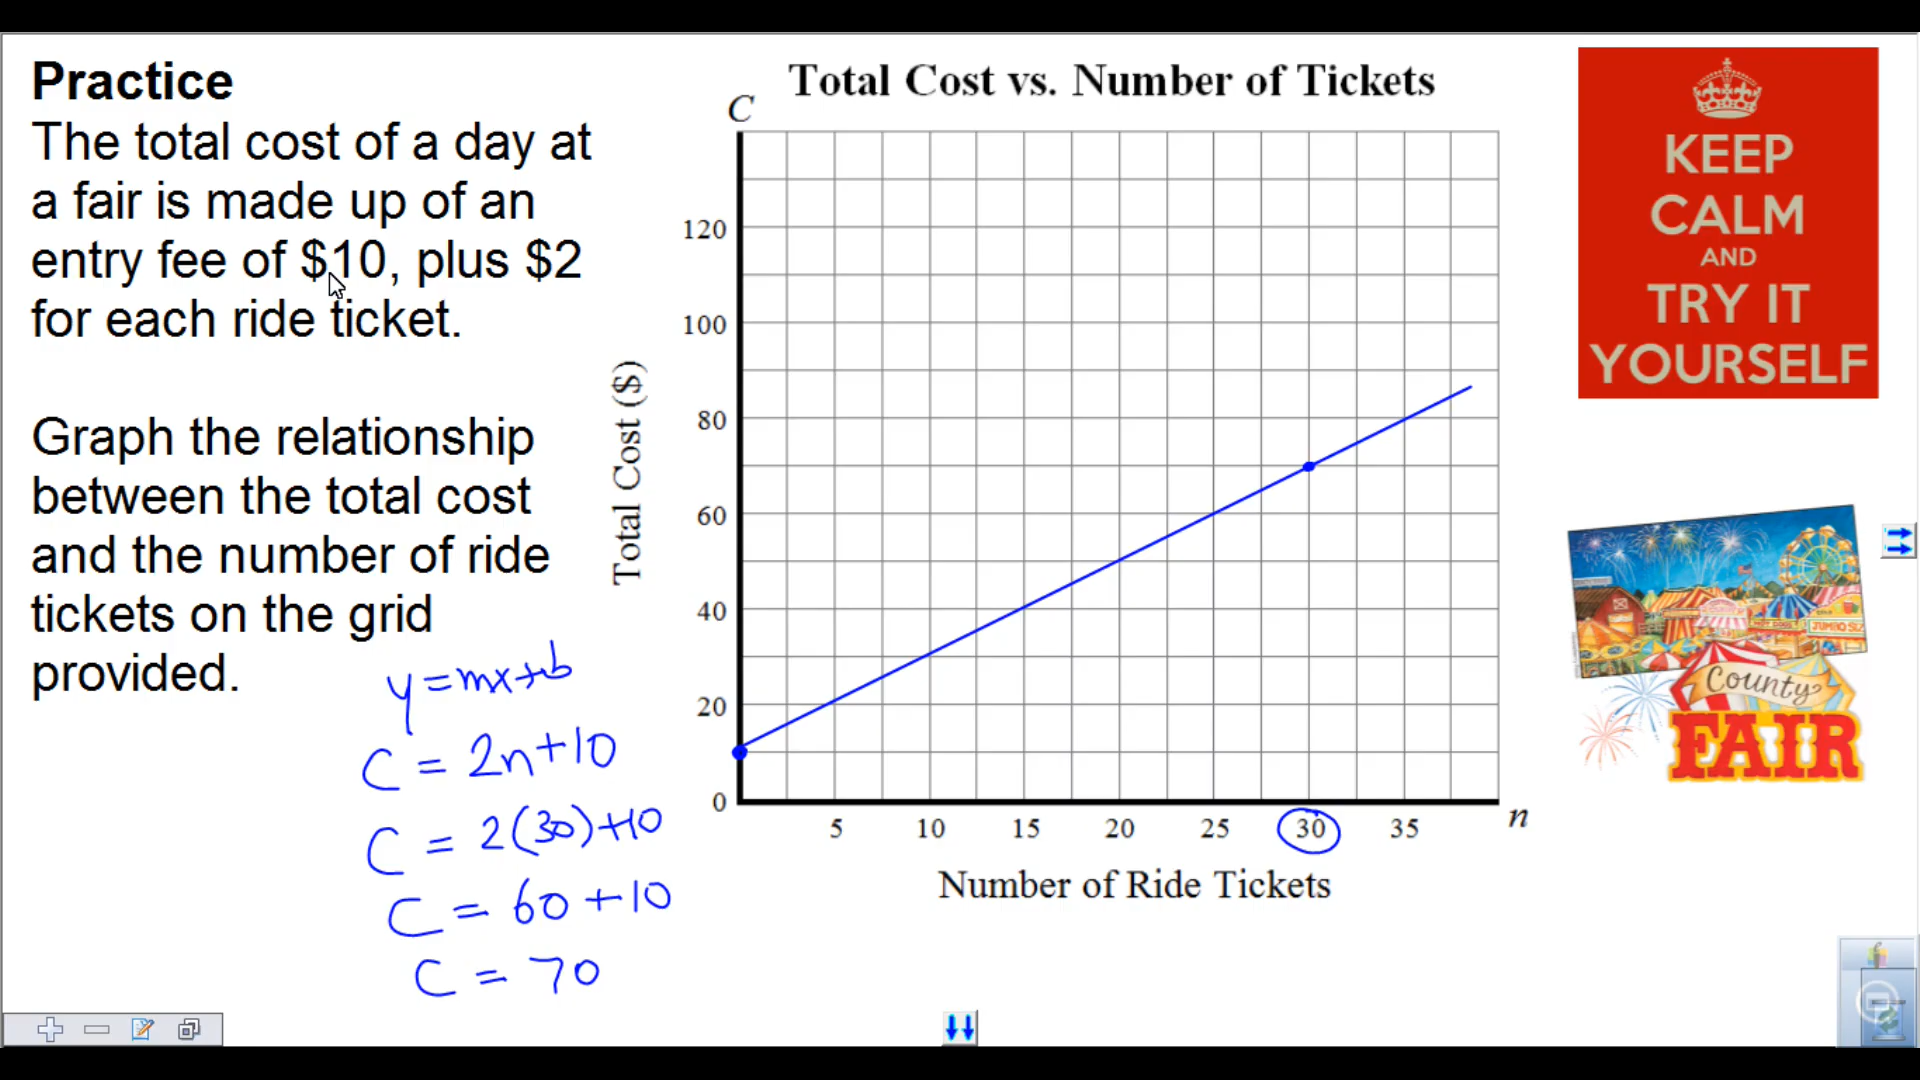 Practice
The total cost of a day at
a fair is made up of an
entry fee of $10, plus $2
for each ride ticket.
Graph the relationship
between the total cost
and the number of ride
tickets on the grid
provided.
y=mx+b
C = 2n+10
C = 2(30)+10
C = 60+10
C = 70
Total Cost vs. Number of Tickets
C
120
100
80
60
40
20
0
Total Cost ($)
5 10 15 20 25 30 35 n
Number of Ride Tickets
KEEP
CALM
AND
TRY IT
YOURSELF
JUMBO SIZ
County
FAIR